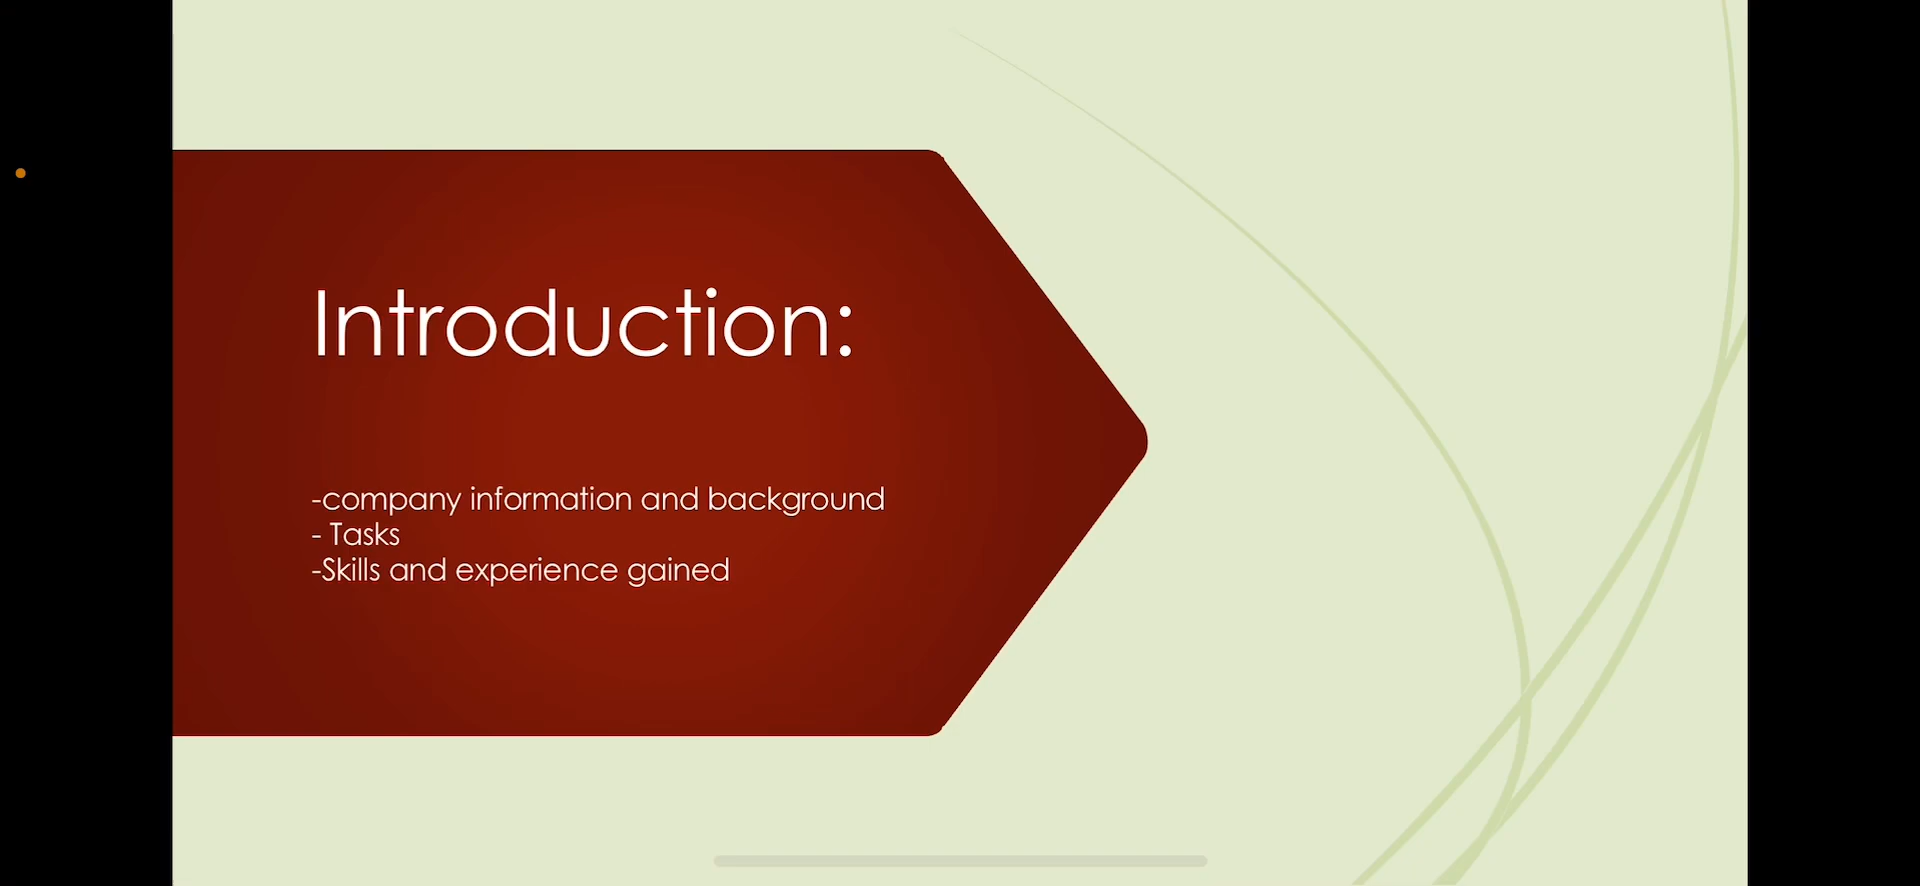 Introduction:
-company information and background
- Tasks
-Skills and experience gained